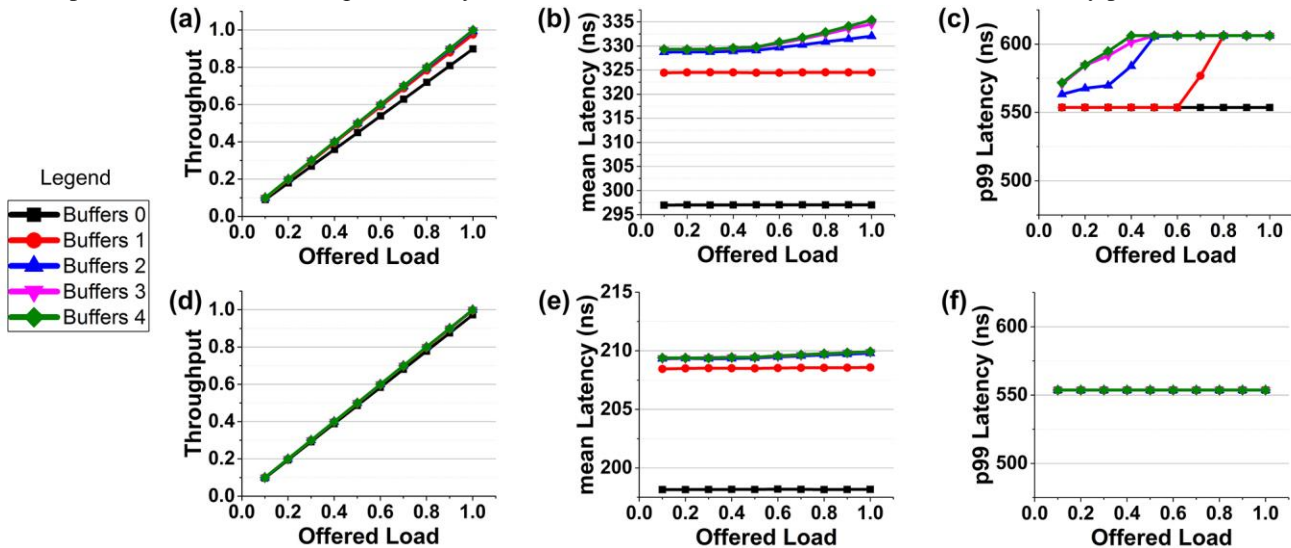 (a)
Throughput
1.0
0.8
0.6
0.4
0.2
0.0
0.0 0.2 0.4 0.6 0.8 1.0
Offered Load
(b)
mean Latency (ns)
335
330
325
320
315
310
305
300
295
0.0 0.2 0.4 0.6 0.8 1.0
Offered Load
(c)
p99 Latency (ns)
600
550
500
0.0 0.2 0.4 0.6 0.8 1.0
Offered Load
Legend
Buffers 0
Buffers 1
Buffers 2
Buffers 3
Buffers 4
(d)
Throughput
1.0
0.8
0.6
0.4
0.2
0.0
0.0 0.2 0.4 0.6 0.8 1.0
Offered Load
(e)
mean Latency (ns)
215
210
205
200
0.0 0.2 0.4 0.6 0.8 1.0
Offered Load
(f)
p99 Latency (ns)
600
550
500
0.0 0.2 0.4 0.6 0.8 1.0
Offered Load